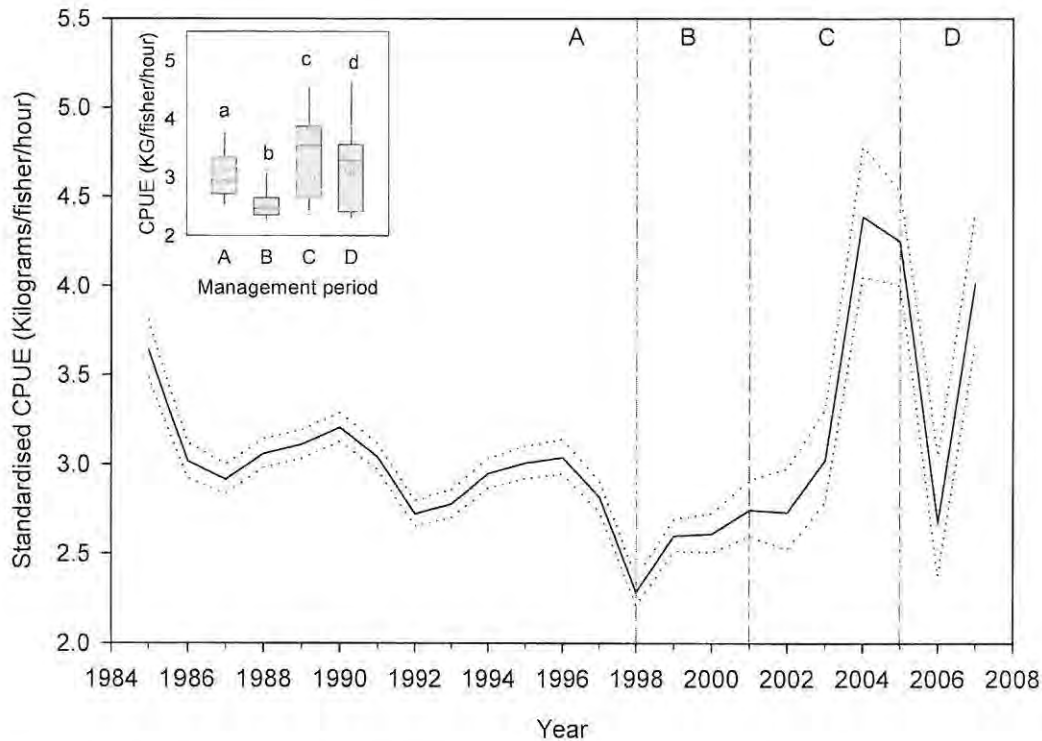 5.5
5.0
4.5
4.0
3.5
3.0
2.5
2.0
Standardised CPUE (Kilograms/fisher/hour)
A B C D
5
4
3
2
CPUE (KG/fisher/hour)
a
b
c
d
A B C D
Management period
1984 1986 1988 1990 1992 1994 1996 1998 2000 2002 2004 2006 2008
Year